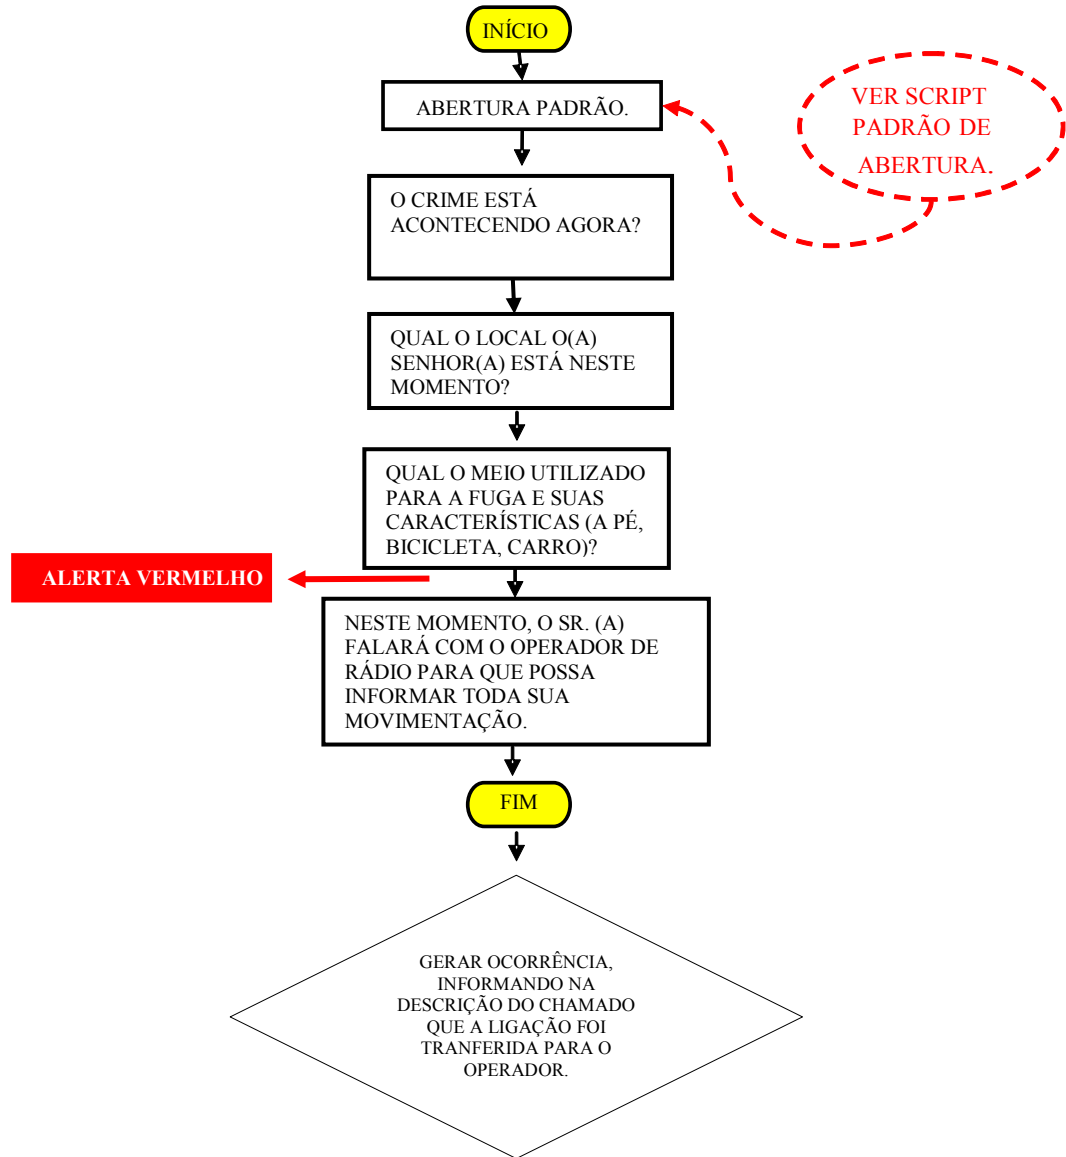 INÍCIO
ABERTURA PADRÃO.
VER SCRIPT
PADRÃO DE
ABERTURA.
O CRIME ESTÁ
ACONTECENDO AGORA?
QUAL O LOCAL O(A)
SENHOR(A) ESTÁ NESTE
MOMENTO?
QUAL O MEIO UTILIZADO
PARA A FUGA E SUAS
CARACTERÍSTICAS (A PÉ,
BICICLETA, CARRO)?
ALERTA VERMELHO
NESTE MOMENTO, O SR. (A)
FALARÁ COM O OPERADOR DE
RÁDIO PARA QUE POSSA
INFORMAR TODA SUA
MOVIMENTAÇÃO.
FIM
GERAR OCORRÊNCIA,
INFORMANDO NA
DESCRIÇÃO DO CHAMADO
QUE A LIGAÇÃO FOI
TRANFERIDA PARA O
OPERADOR.